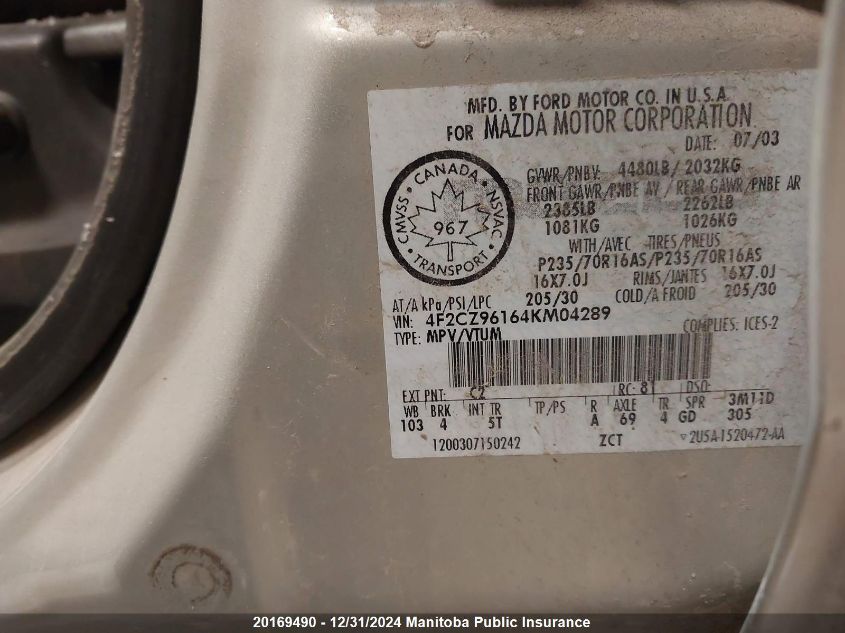 MFD. BY FORD MOTOR CO. IN U.S.A.
FOR MAZDA MOTOR CORPORATION
DATE: 07/03
CMVSS · CANADA · NSVAC · TRANSPORT
967
GVWR/PNBV: 4480LB/ 2032KG
FRONT GAWR/PNBE AV / REAR GAWR/PNBE AR
2385LB 2262LB
1081KG 1026KG
WITH/AVEC TIRES/PNEUS
P235/70R16AS/P235/70R16AS
16X7.0J RIMS/JANTES 16X7.0J
AT/A kPa/PSI/LPC 205/30 COLD/A FROID 205/30
VIN: 4F2CZ96164KM04289
COMPLIES: ICES-2
TYPE: MPV/VTUM
EXT PNT: C2 RC: 81 DSO:
WB BRK INT TR TP/PS R AXLE TR SPR 3M11D
103 4 5T A 69 4 GD 305
1200307150242 ZCT 2U5A-1520472-AA
20169490 - 12/31/2024 Manitoba Public Insurance